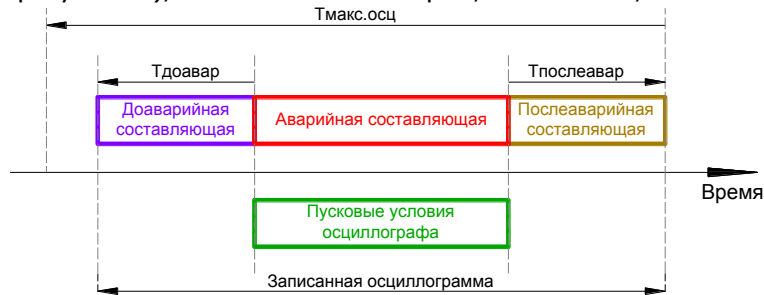 Тмакс.осц
Тдоавар
Тпослеавар
Доаварийная
составляющая
Аварийная составляющая
Послеаварийная
составляющая
Время
Пусковые условия
осциллографа
Записанная осциллограмма